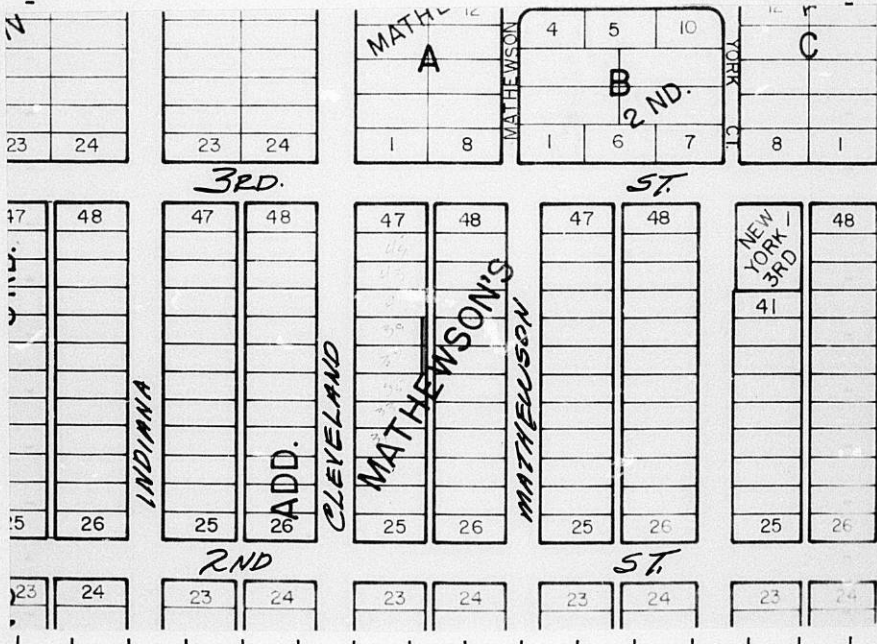 12
4 5 10
12
MATHE
A
MATHEWSON
B
2 ND.
YORK CT.
C
23 24
23 24
1 8
1 6 7
8 1
3RD. ST.
47 48
47 48
47 48
47 48
NEW YORK 3RD
1
48
41
INDIANA
ADD.
CLEVELAND
MATHEWSON'S
MATHEWSON
25 26
25 26
25 26
25 26
25 26
2ND ST.
23 24
23 24
23 24
23 24
23 24